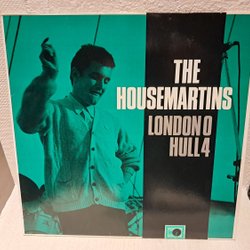 THE
HOUSEMARTINS
LONDON 0
HULL 4